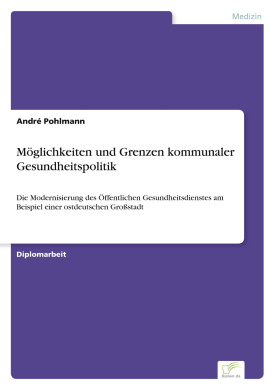 Medizin
André Pohlmann
Möglichkeiten und Grenzen kommunaler
Gesundheitspolitik
Die Modernisierung des Öffentlichen Gesundheitsdienstes am
Beispiel einer ostdeutschen Großstadt
Diplomarbeit